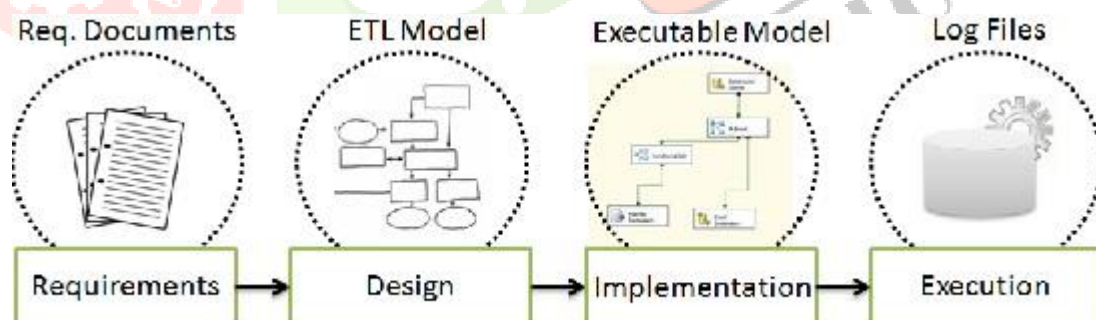 Req. Documents
ETL Model
Executable Model
Log Files
Requirements
Design
Implementation
Execution